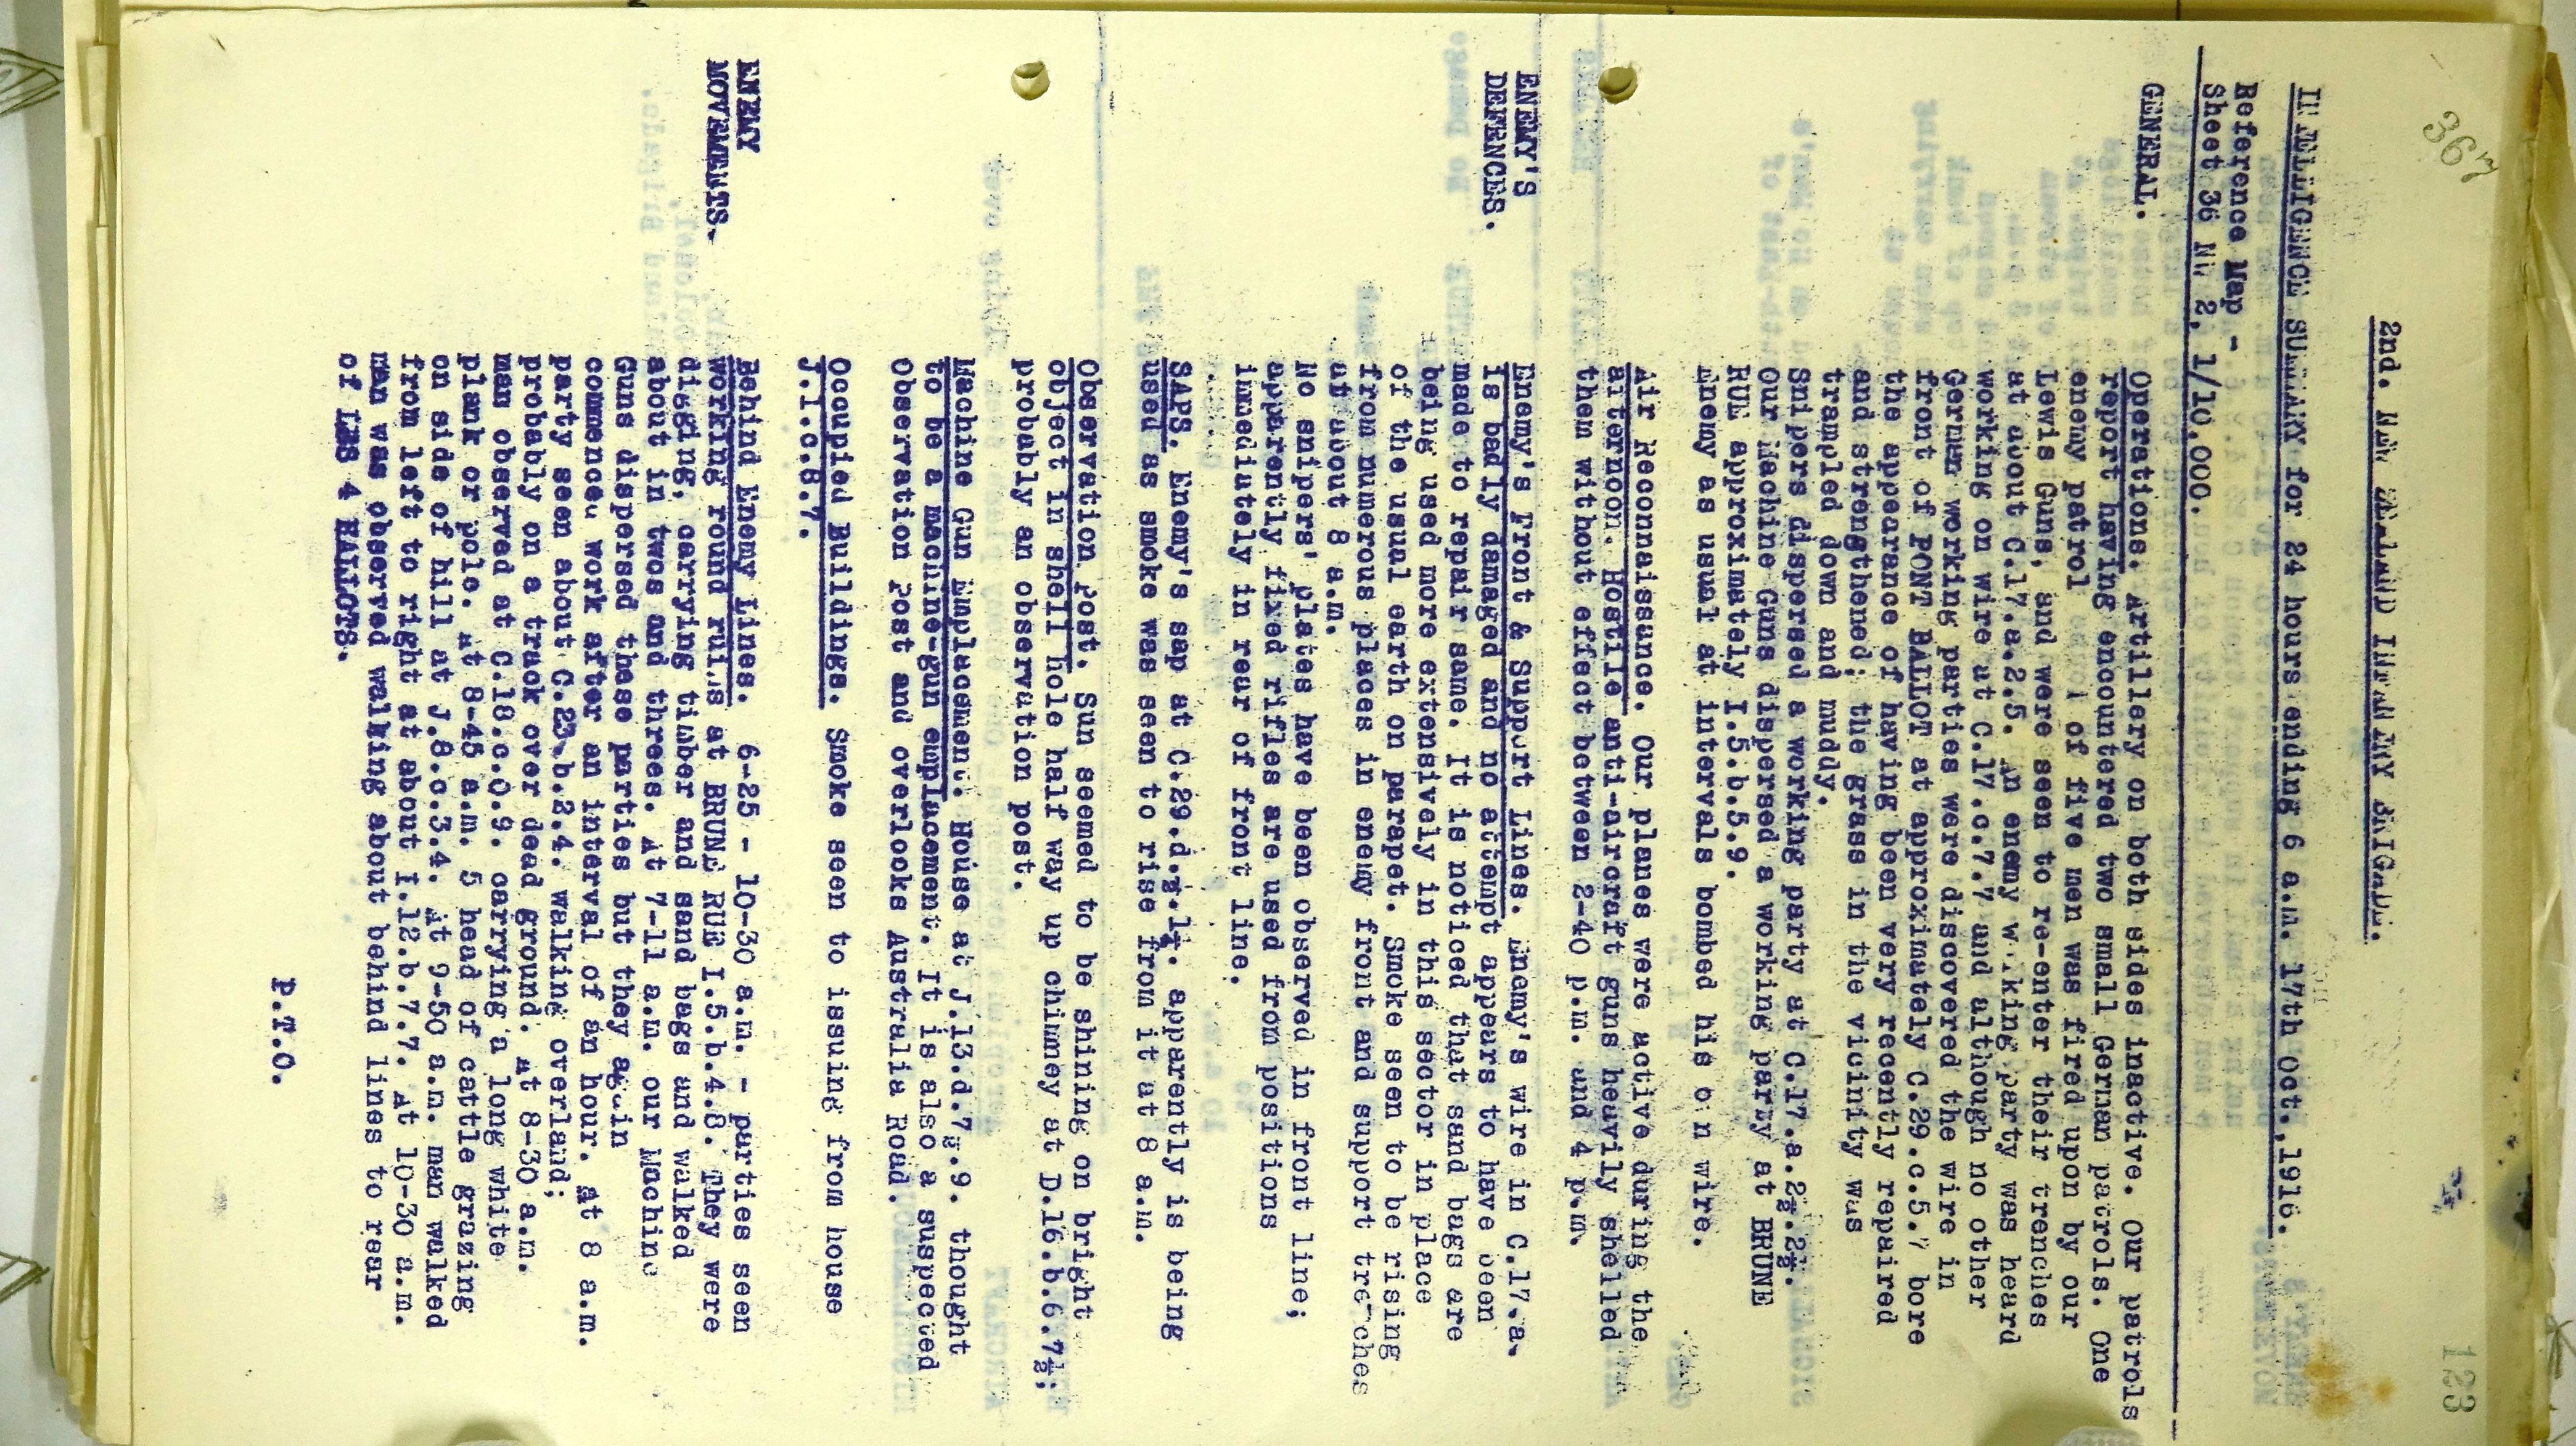 367
123
2nd. NEW ZEALAND INFANTRY BRIGADE.
INTELLIGENCE SUMMARY for 24 hours ending 6 a.m. 17th Oct.,1916.
Reference Map -
Sheet 36 NW 2, 1/10,000.
GENERAL. Operations. Artillery on both sides inactive. Our patrols
report having encountered two small German patrols. One
enemy patrol of five men was fired upon by our
Lewis Guns, and were seen to re-enter their trenches
at about C.17.a.2.5. An enemy working party was heard
working on wire at C.17.c.7.7 and although no other
German working parties were discovered the wire in
front of PONT BALLOT at approximately C.29.c.5.7 bore
the appearance of having been very recently repaired
and strengthened; the grass in the vicinity was
trampled down and muddy.
Snipers dispersed a working party at C.17.a.2½.2½.
Our Machine Guns dispersed a working party at BRUNE
RUE approximately I.5.b.5.9.
Enemy as usual at intervals bombed his own wire.
Air Reconnaissance. Our planes were active during the
afternoon. Hostile anti-aircraft guns heavily shelled
them without effect between 2-40 p.m. and 4 p.m.
ENEMY'S
DEFENCES.
Enemy's Front & Support Lines. Enemy's wire in C.17.a.
is badly damaged and no attempt appears to have been
made to repair same. It is noticed that sand bags are
being used more extensively in this sector in place
of the usual earth on parapet. Smoke seen to be rising
from numerous places in enemy front and support trenches
at about 8 a.m.
No snipers' plates have been observed in front line;
apparently fixed rifles are used from positions
immediately in rear of front line.
SAPS. Enemy's sap at C.29.d. apparently is being
used as smoke was seen to rise from it at 8 a.m.
Observation post. Sun seemed to be shining on bright
object in shell hole half way up chimney at D.16.b.6.7½;
probably an observation post.
Machine Gun Emplacement. House at J.13.d.7½.9. thought
to be a machine-gun emplacement. It is also a suspected
Observation Post and overlooks Australia Road.
Occupied Buildings. Smoke seen to issuing from house
J.1.c.8.7.
ENEMY
MOVEMENTS.
Behind Enemy Lines. 6-25 - 10-30 a.m. - parties seen
working round ruins at BRUNE RUE I.5.b.4.8. They were
digging, carrying timber and sand bags and walked
about in twos and threes. At 7-11 a.m. our Machine
Guns dispersed these parties but they again
commenced work after an interval of an hour. At 8 a.m.
party seen about C.23.b.2.4. walking overland;
probably on a track over dead ground. At 8-30 a.m.
man observed at C.18.c.0.9. carrying a long white
plank or pole. At 8-45 a.m. 5 head of cattle grazing
on side of hill at J.8.c.3.4. At 9-50 a.m. man walked
from left to right at about I.12.b.7.7. At 10-30 a.m.
man was observed walking about behind lines to rear
of LES 4 HALLOTS.
P.T.O.